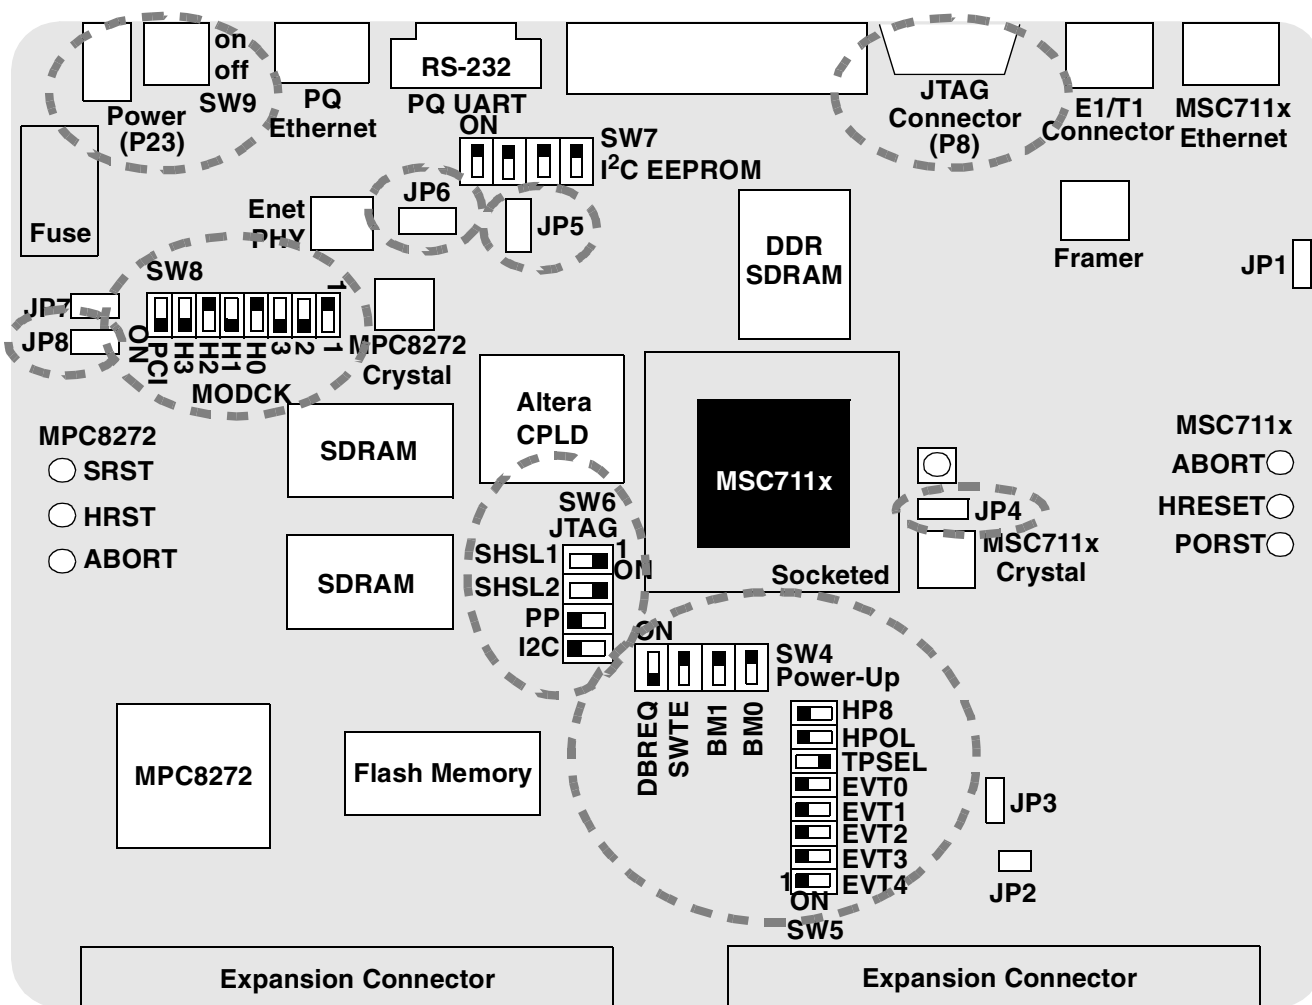 on
off
SW9
Power
(P23)
PQ
Ethernet
RS-232
PQ UART
ON
SW7
I2C EEPROM
JTAG
Connector
(P8)
E1/T1
Connector
MSC711x
Ethernet
Fuse
Enet
PHY
JP6
JP5
DDR
SDRAM
Framer
JP1
SW8
1
JP7
JP8
ON
PCI
H3
H2
H1
H0
3
2
1
MODCK
MPC8272
Crystal
Altera
CPLD
SDRAM
MSC711x
Socketed
MPC8272
SRST
HRST
ABORT
MSC711x
ABORT
HRESET
PORST
JP4
MSC711x
Crystal
SW6
JTAG
SHSL1
1
ON
SHSL2
PP
I2C
SDRAM
ON
SW4
Power-Up
DBREQ
SWTE
BM1
BM0
HP8
HPOL
TPSEL
EVT0
EVT1
EVT2
EVT3
1
EVT4
ON
SW5
JP3
JP2
MPC8272
Flash Memory
Expansion Connector
Expansion Connector